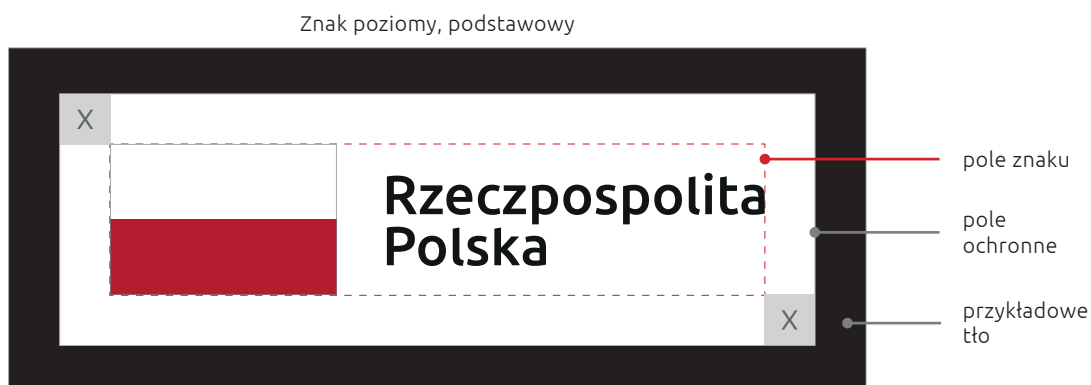 Znak poziomy, podstawowy
X
Rzeczpospolita
Polska
X
pole znaku
pole
ochronne
przykładowe
tło